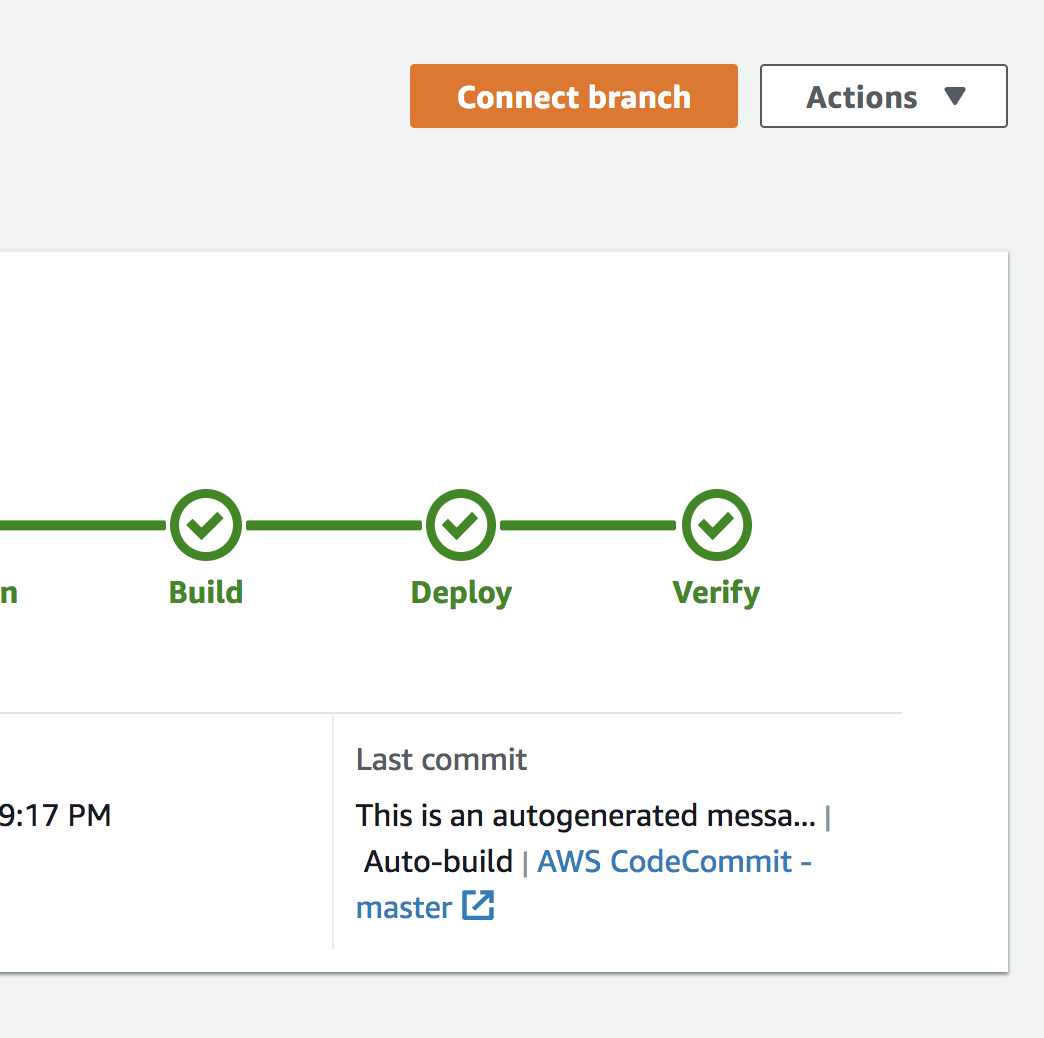 Connect branch
Actions
n
Build
Deploy
Verify
9:17 PM
Last commit
This is an autogenerated messa... |
Auto-build | AWS CodeCommit -
master